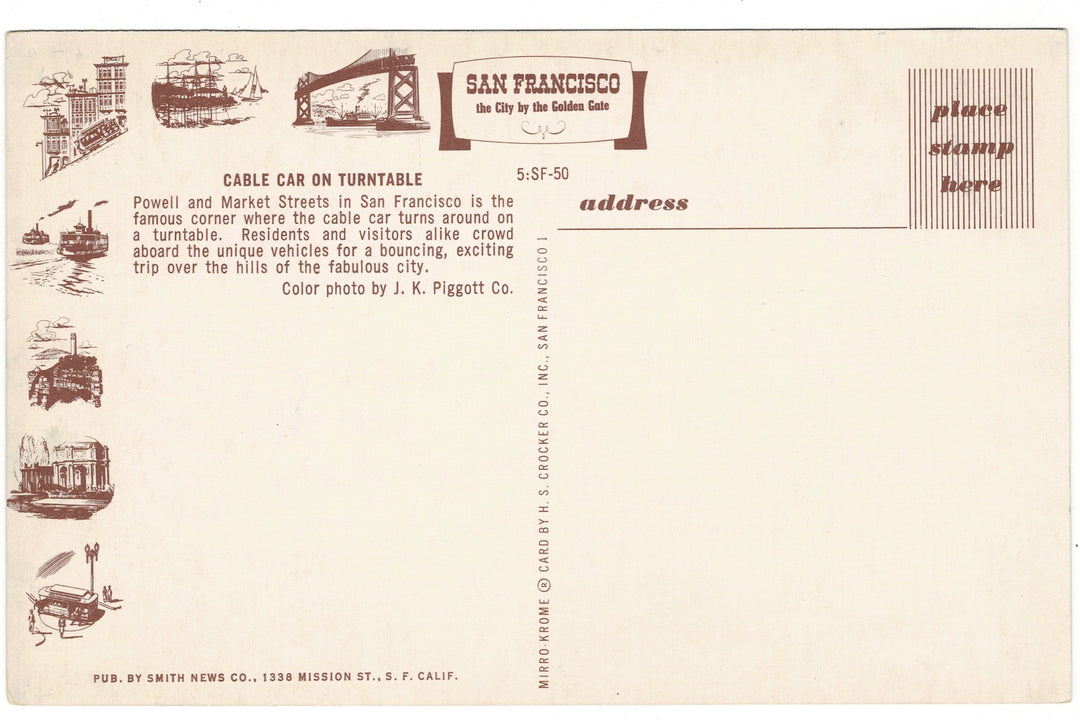 SAN FRANCISCO
the City by the Golden Gate
place
stamp
here
5:SF-50
address
CABLE CAR ON TURNTABLE
Powell and Market Streets in San Francisco is the
famous corner where the cable car turns around on
a turntable. Residents and visitors alike crowd
aboard the unique vehicles for a bouncing, exciting
trip over the hills of the fabulous city.
Color photo by J. K. Piggott Co.
MIRRO-KROME ® CARD BY H. S. CROCKER CO., INC., SAN FRANCISCO 1
PUB. BY SMITH NEWS CO., 1338 MISSION ST., S. F. CALIF.